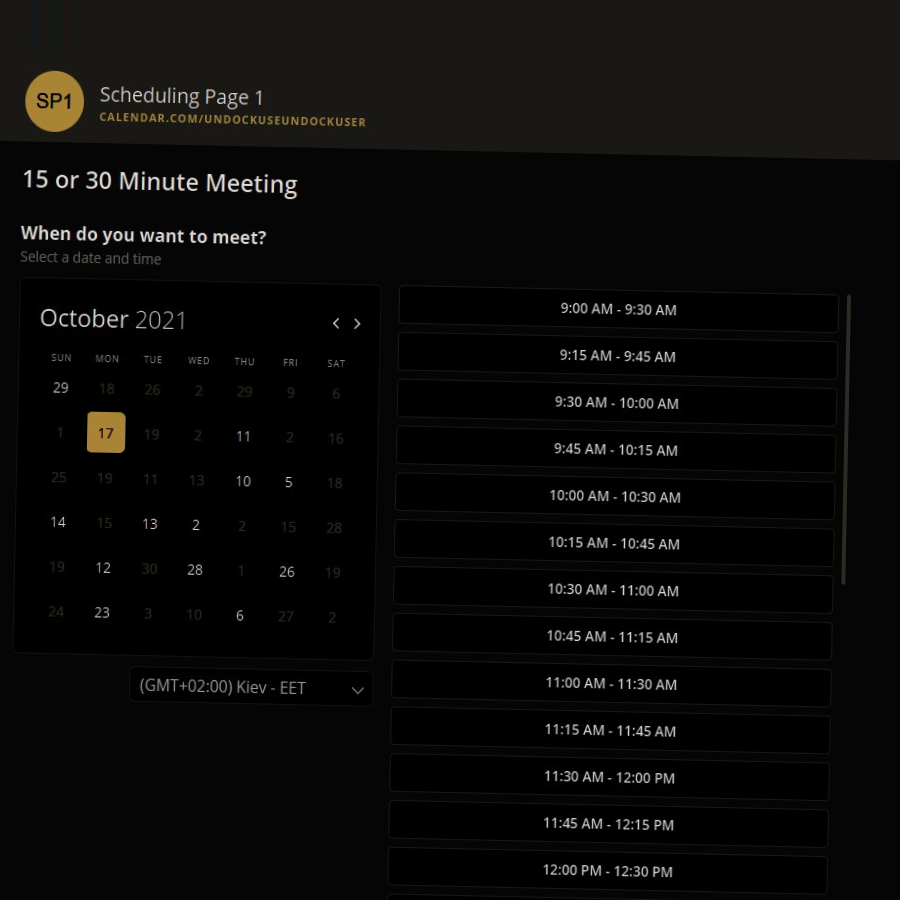 SP1
Scheduling Page 1
CALENDAR.COM/UNDOCKUSEUNDOCKUSER
15 or 30 Minute Meeting
When do you want to meet?
Select a date and time
October 2021
SUN MON TUE WED THU FRI SAT
29 18 26 2 29 9 6
1 17 19 2 11 2 16
25 19 11 13 10 5 18
14 15 13 2 2 15 28
19 12 30 28 1 26 19
24 23 3 10 6 27 2
(GMT+02:00) Kiev - EET
9:00 AM - 9:30 AM
9:15 AM - 9:45 AM
9:30 AM - 10:00 AM
9:45 AM - 10:15 AM
10:00 AM - 10:30 AM
10:15 AM - 10:45 AM
10:30 AM - 11:00 AM
10:45 AM - 11:15 AM
11:00 AM - 11:30 AM
11:15 AM - 11:45 AM
11:30 AM - 12:00 PM
11:45 AM - 12:15 PM
12:00 PM - 12:30 PM